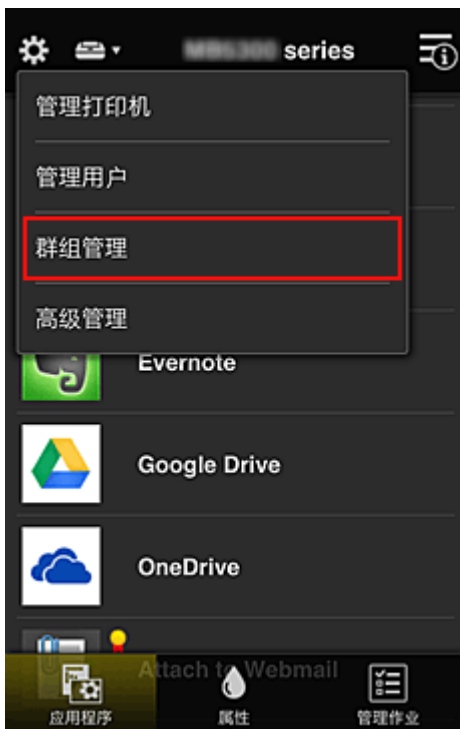 series
管理打印机
管理用户
群组管理
高级管理
Evernote
Google Drive
OneDrive
Attach to Webmail
应用程序
属性
管理作业